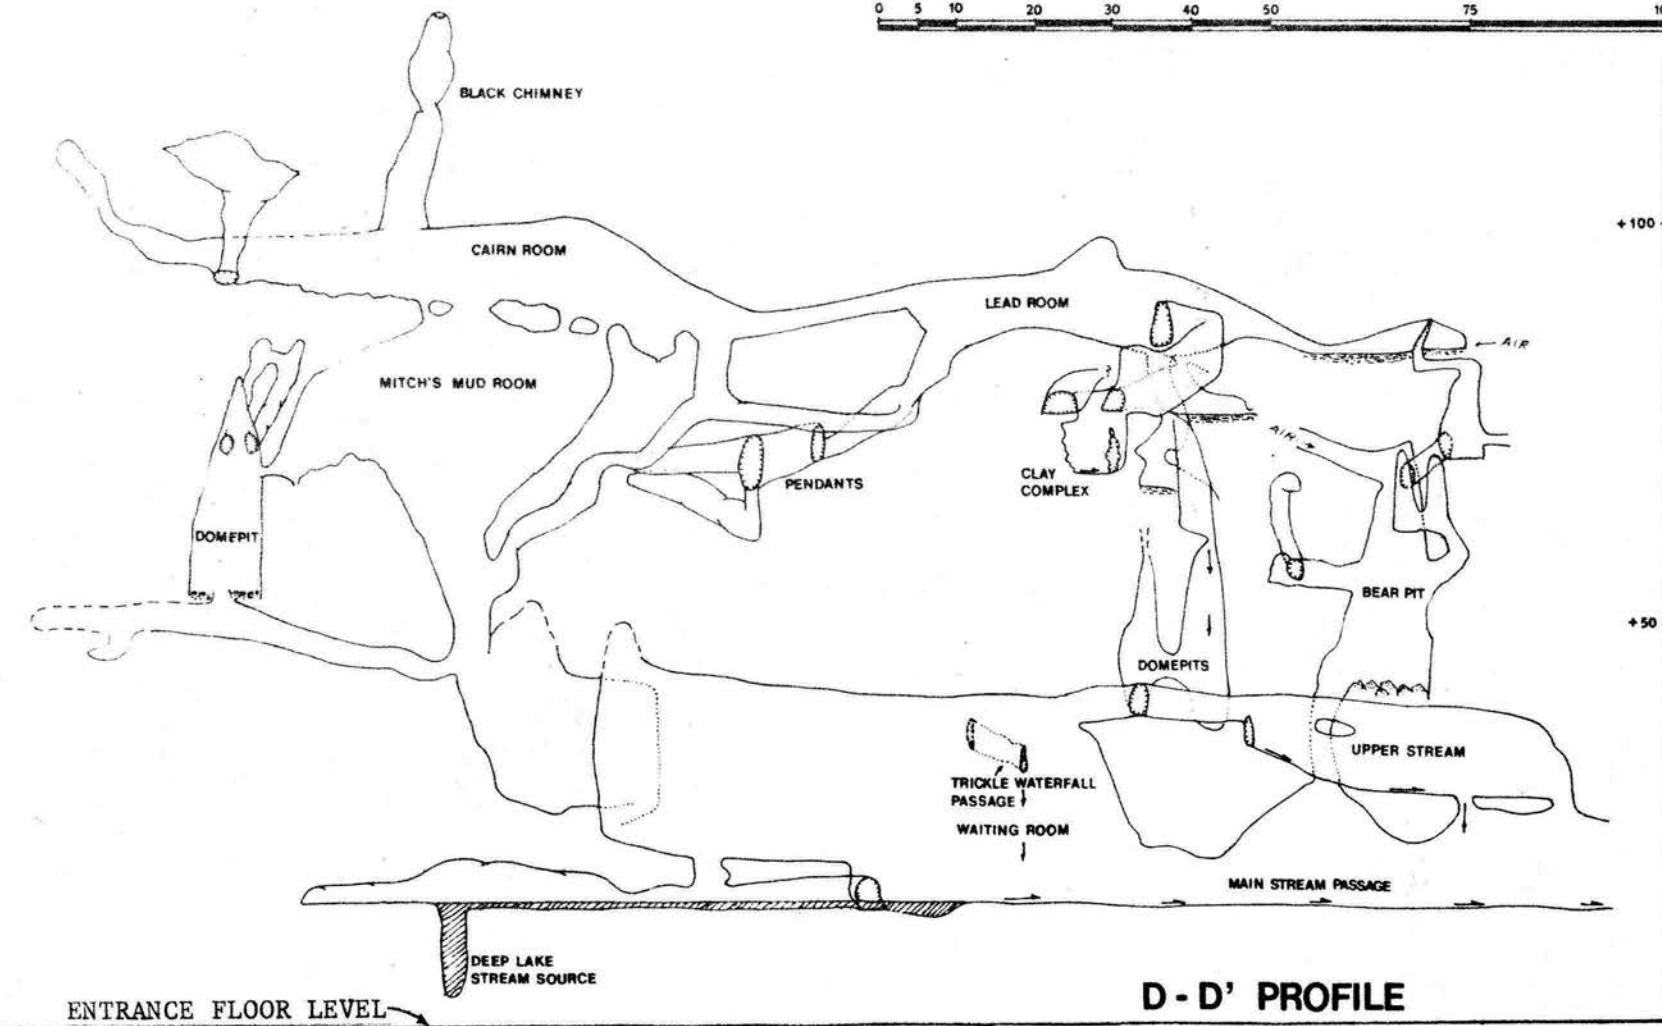 0 5 10 20 30 40 50 75 10
BLACK CHIMNEY
+100
CAIRN ROOM
LEAD ROOM
AIR
MITCH'S MUD ROOM
AIR
CLAY
COMPLEX
PENDANTS
DOMEPIT
BEAR PIT
+50
DOMEPITS
UPPER STREAM
TRICKLE WATERFALL
PASSAGE
WAITING ROOM
MAIN STREAM PASSAGE
DEEP LAKE
STREAM SOURCE
D - D' PROFILE
ENTRANCE FLOOR LEVEL